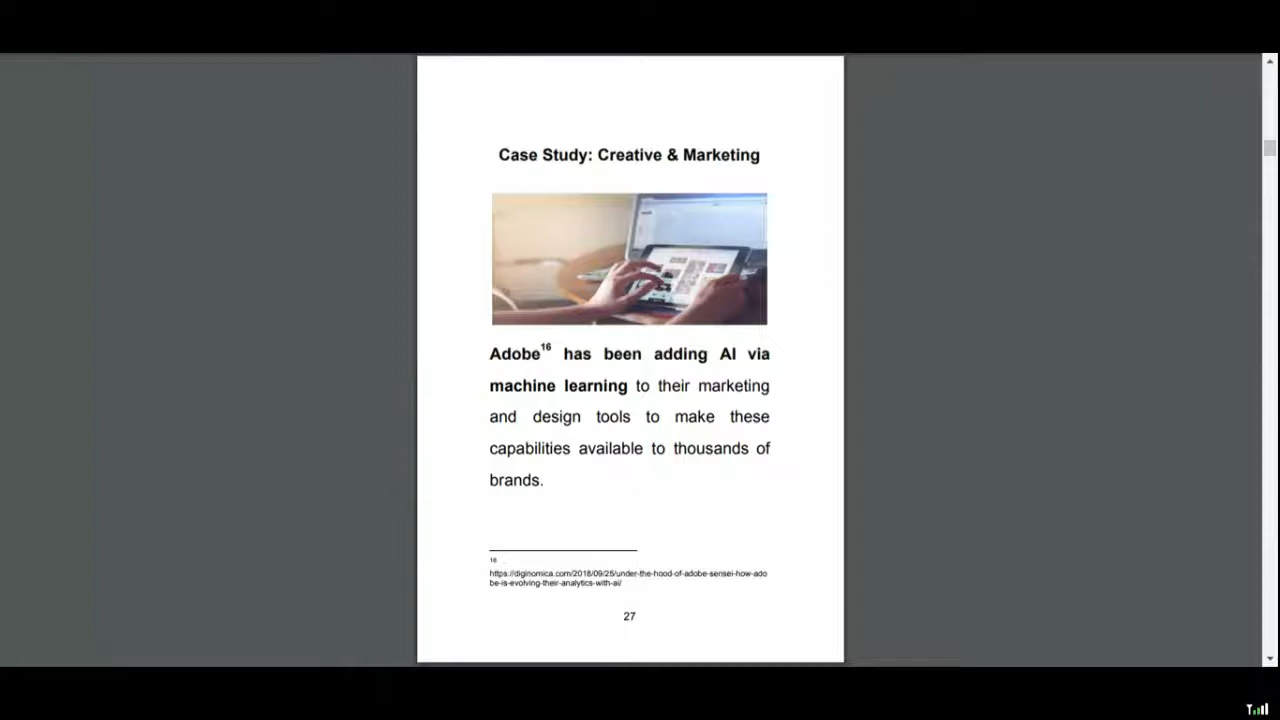 Case Study: Creative & Marketing
Adobe16 has been adding AI via
machine learning to their marketing
and design tools to make these
capabilities available to thousands of
brands.
16
https://diginomica.com/2018/09/25/under-the-hood-of-adobe-sensei-how-ado
be-is-evolving-their-analytics-with-ai/
27